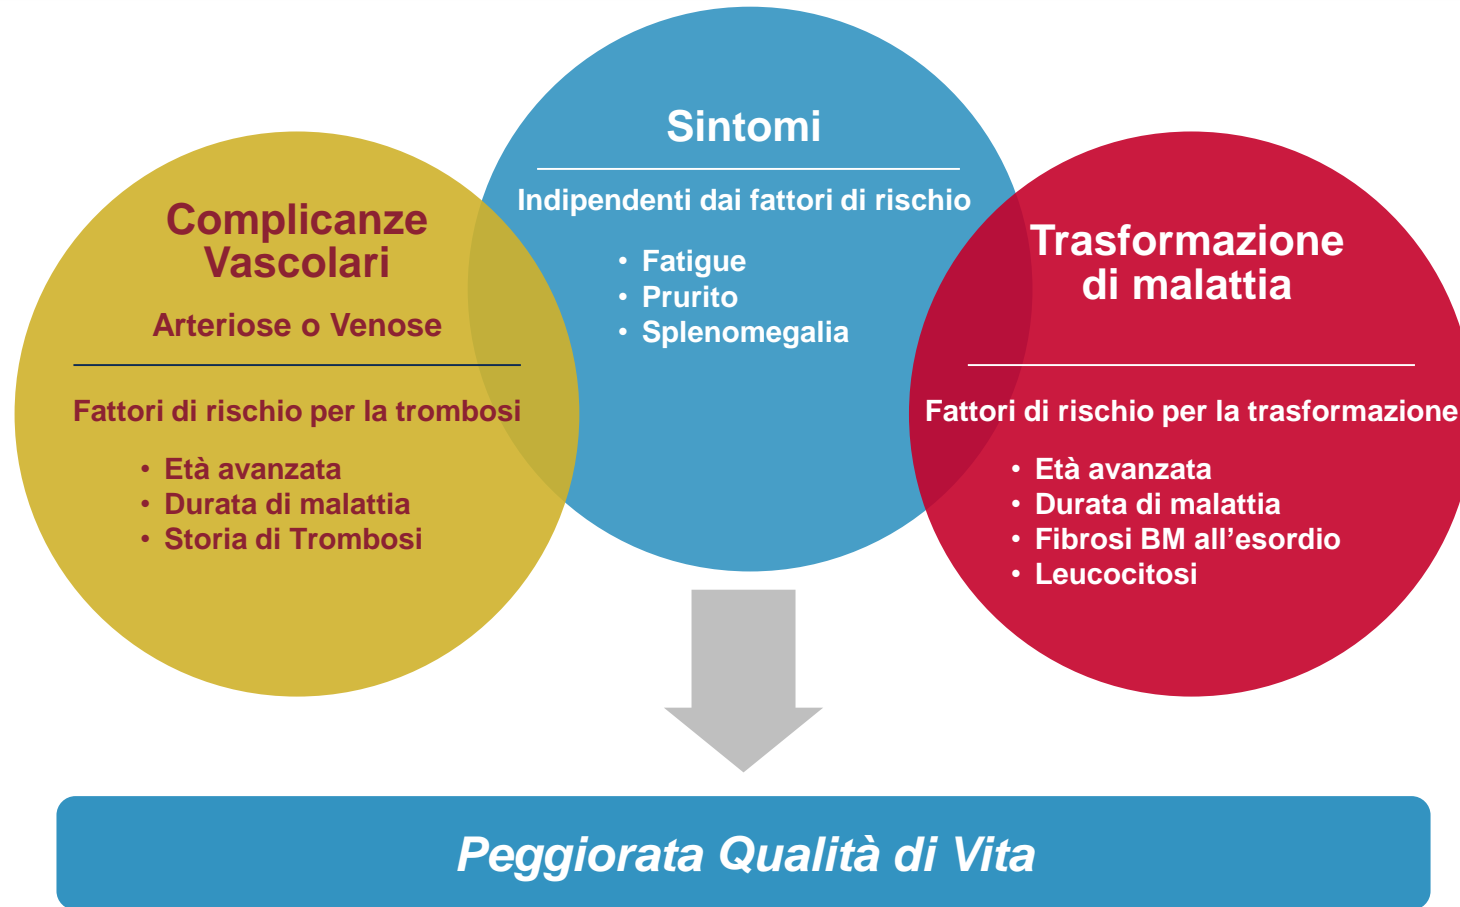 Complicanze
Vascolari
Arteriose o Venose
Fattori di rischio per la trombosi
• Età avanzata
• Durata di malattia
• Storia di Trombosi
Sintomi
Indipendenti dai fattori di rischio
• Fatigue
• Prurito
• Splenomegalia
Trasformazione
di malattia
Fattori di rischio per la trasformazione
• Età avanzata
• Durata di malattia
• Fibrosi BM all’esordio
• Leucocitosi
Peggiorata Qualità di Vita